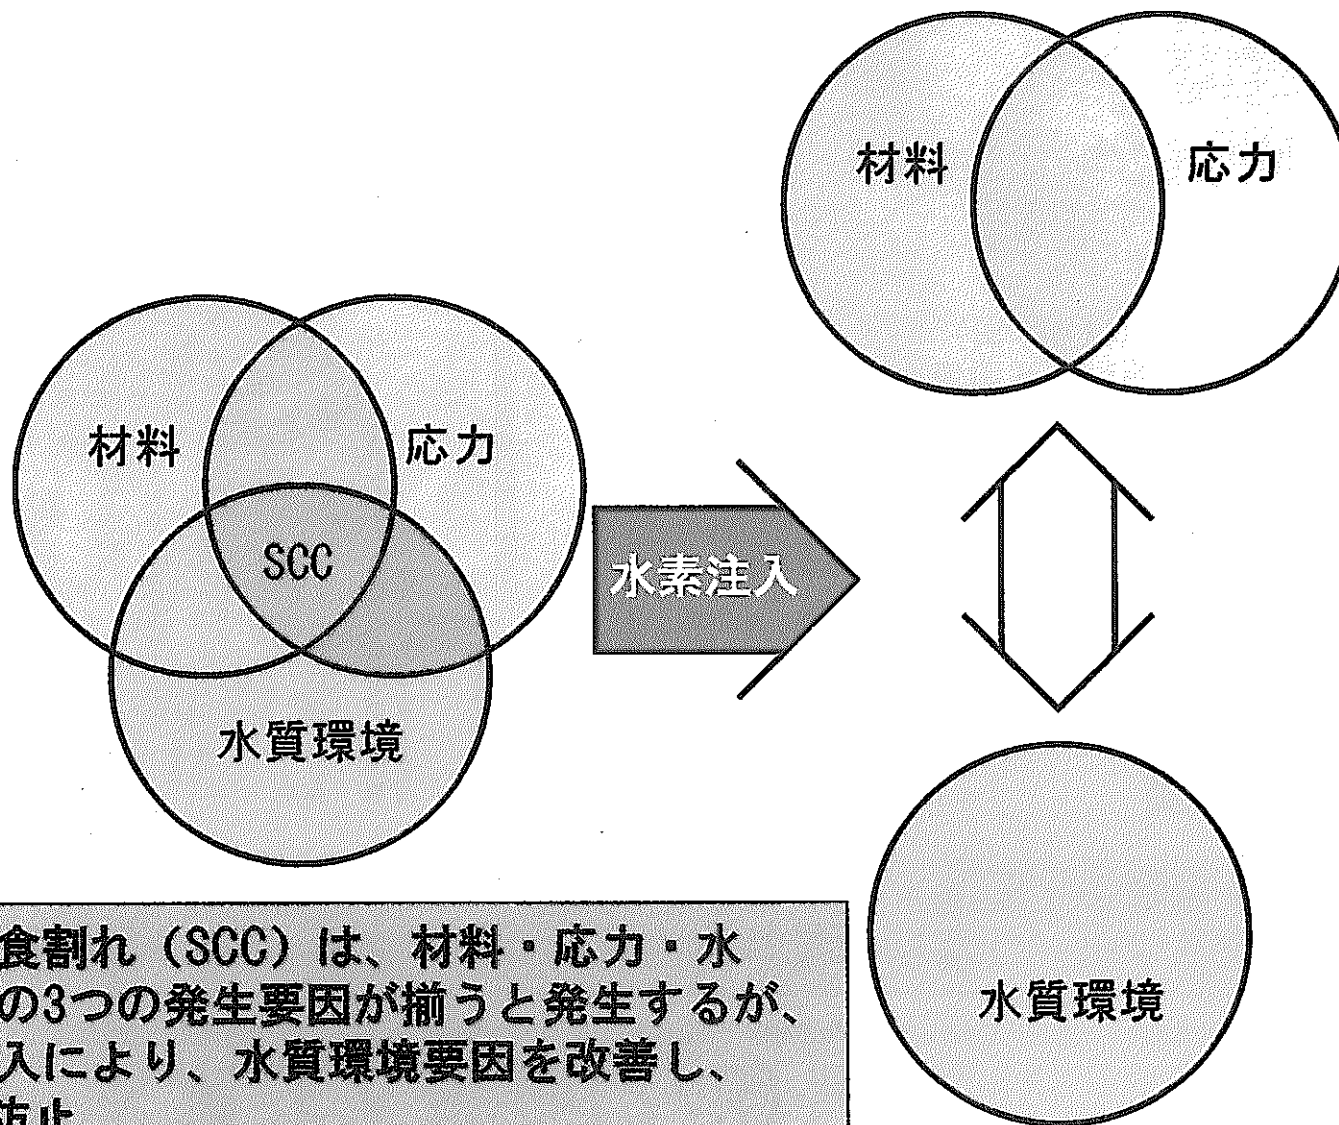 材料
応力
材料
応力
SCC
水素注入
水質環境
水質環境
食割れ（SCC）は、材料・応力・水
の3つの発生要因が揃うと発生するが、
入により、水質環境要因を改善し、
防止